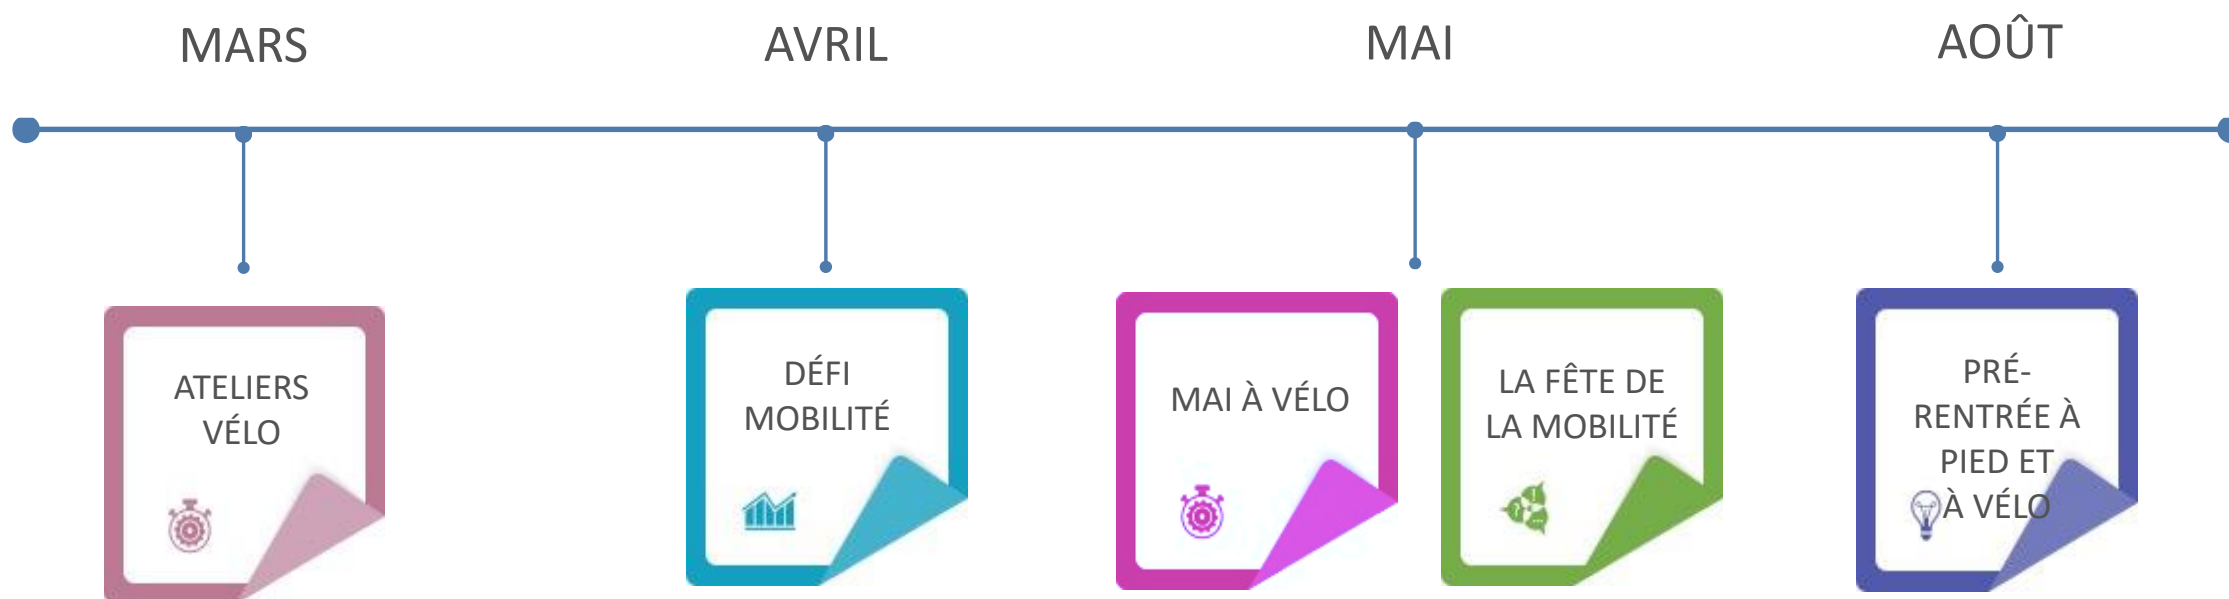 MARS
AVRIL
MAI
AOÛT
ATELIERS
VÉLO
DÉFI
MOBILITÉ
MAI À VÉLO
LA FÊTE DE
LA MOBILITÉ
PRÉ-
RENTRÉE À
PIED ET
À VÉLO